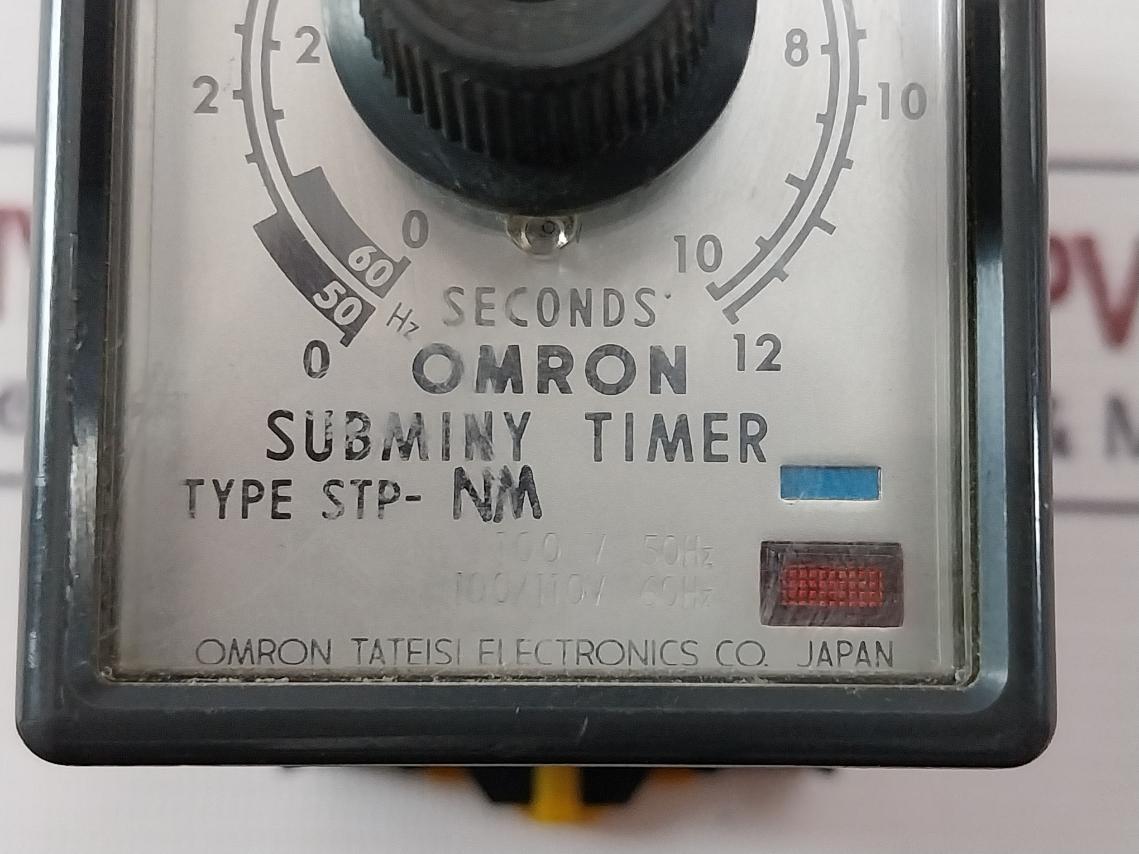 2 8
2 10
0
60 10
50 Hz SECONDS
0 OMRON 12
SUBMINY TIMER
TYPE STP-NM
100 V 50Hz
100/110V 60Hz
OMRON TATEISI ELECTRONICS CO. JAPAN